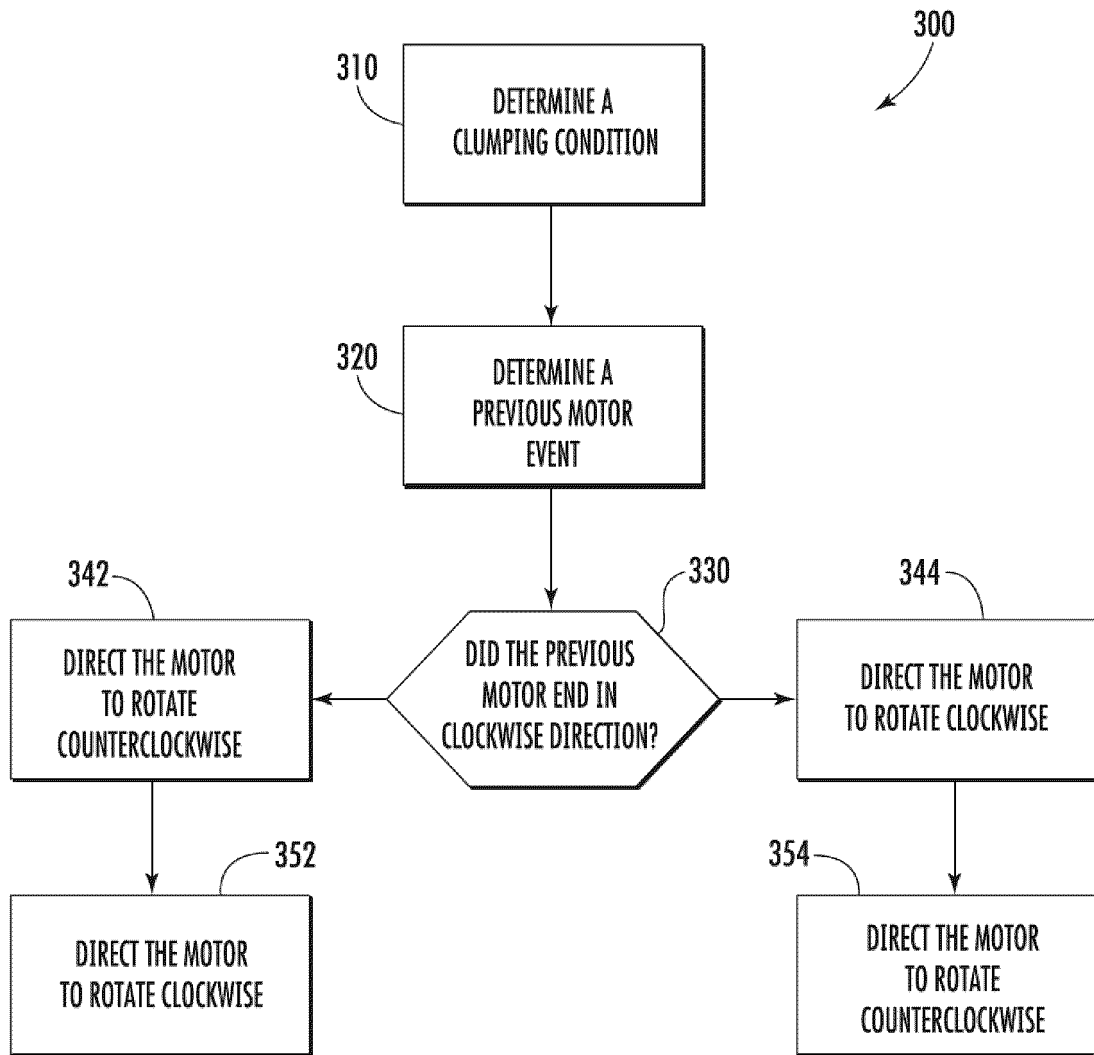 300
310
DETERMINE A
CLUMPING CONDITION
320
DETERMINE A
PREVIOUS MOTOR
EVENT
330
DID THE PREVIOUS
MOTOR END IN
CLOCKWISE DIRECTION?
342
DIRECT THE MOTOR
TO ROTATE
COUNTERCLOCKWISE
344
DIRECT THE MOTOR
TO ROTATE CLOCKWISE
352
DIRECT THE MOTOR
TO ROTATE CLOCKWISE
354
DIRECT THE MOTOR
TO ROTATE
COUNTERCLOCKWISE